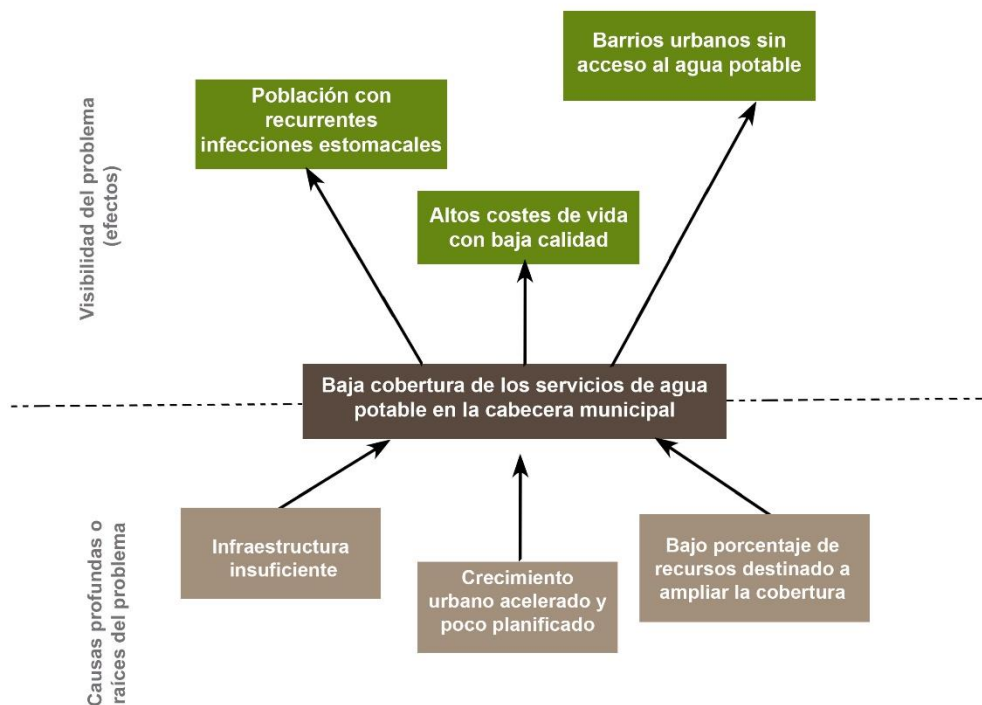 Barrios urbanos sin
acceso al agua potable
Población con
recurrentes
infecciones estomacales
Altos costes de vida
con baja calidad
Visibilidad del problema
(efectos)
Baja cobertura de los servicios de agua
potable en la cabecera municipal
Infraestructura
insuficiente
Crecimiento
urbano acelerado y
poco planificado
Bajo porcentaje de
recursos destinado a
ampliar la cobertura
Causas profundas o
raíces del problema